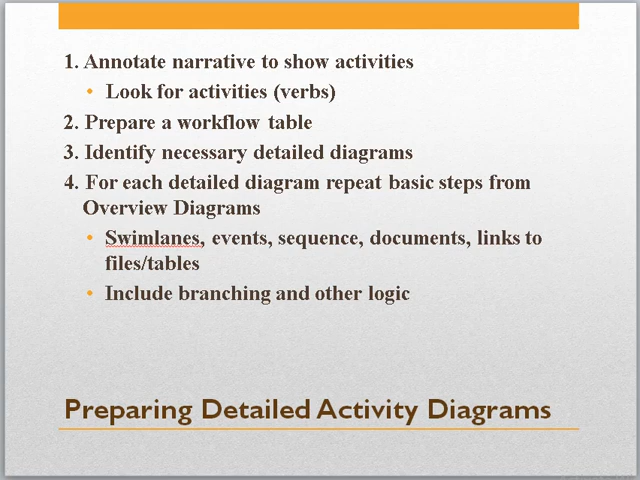 1. Annotate narrative to show activities
• Look for activities (verbs)
2. Prepare a workflow table
3. Identify necessary detailed diagrams
4. For each detailed diagram repeat basic steps from
Overview Diagrams
• Swimlanes, events, sequence, documents, links to
files/tables
• Include branching and other logic
Preparing Detailed Activity Diagrams